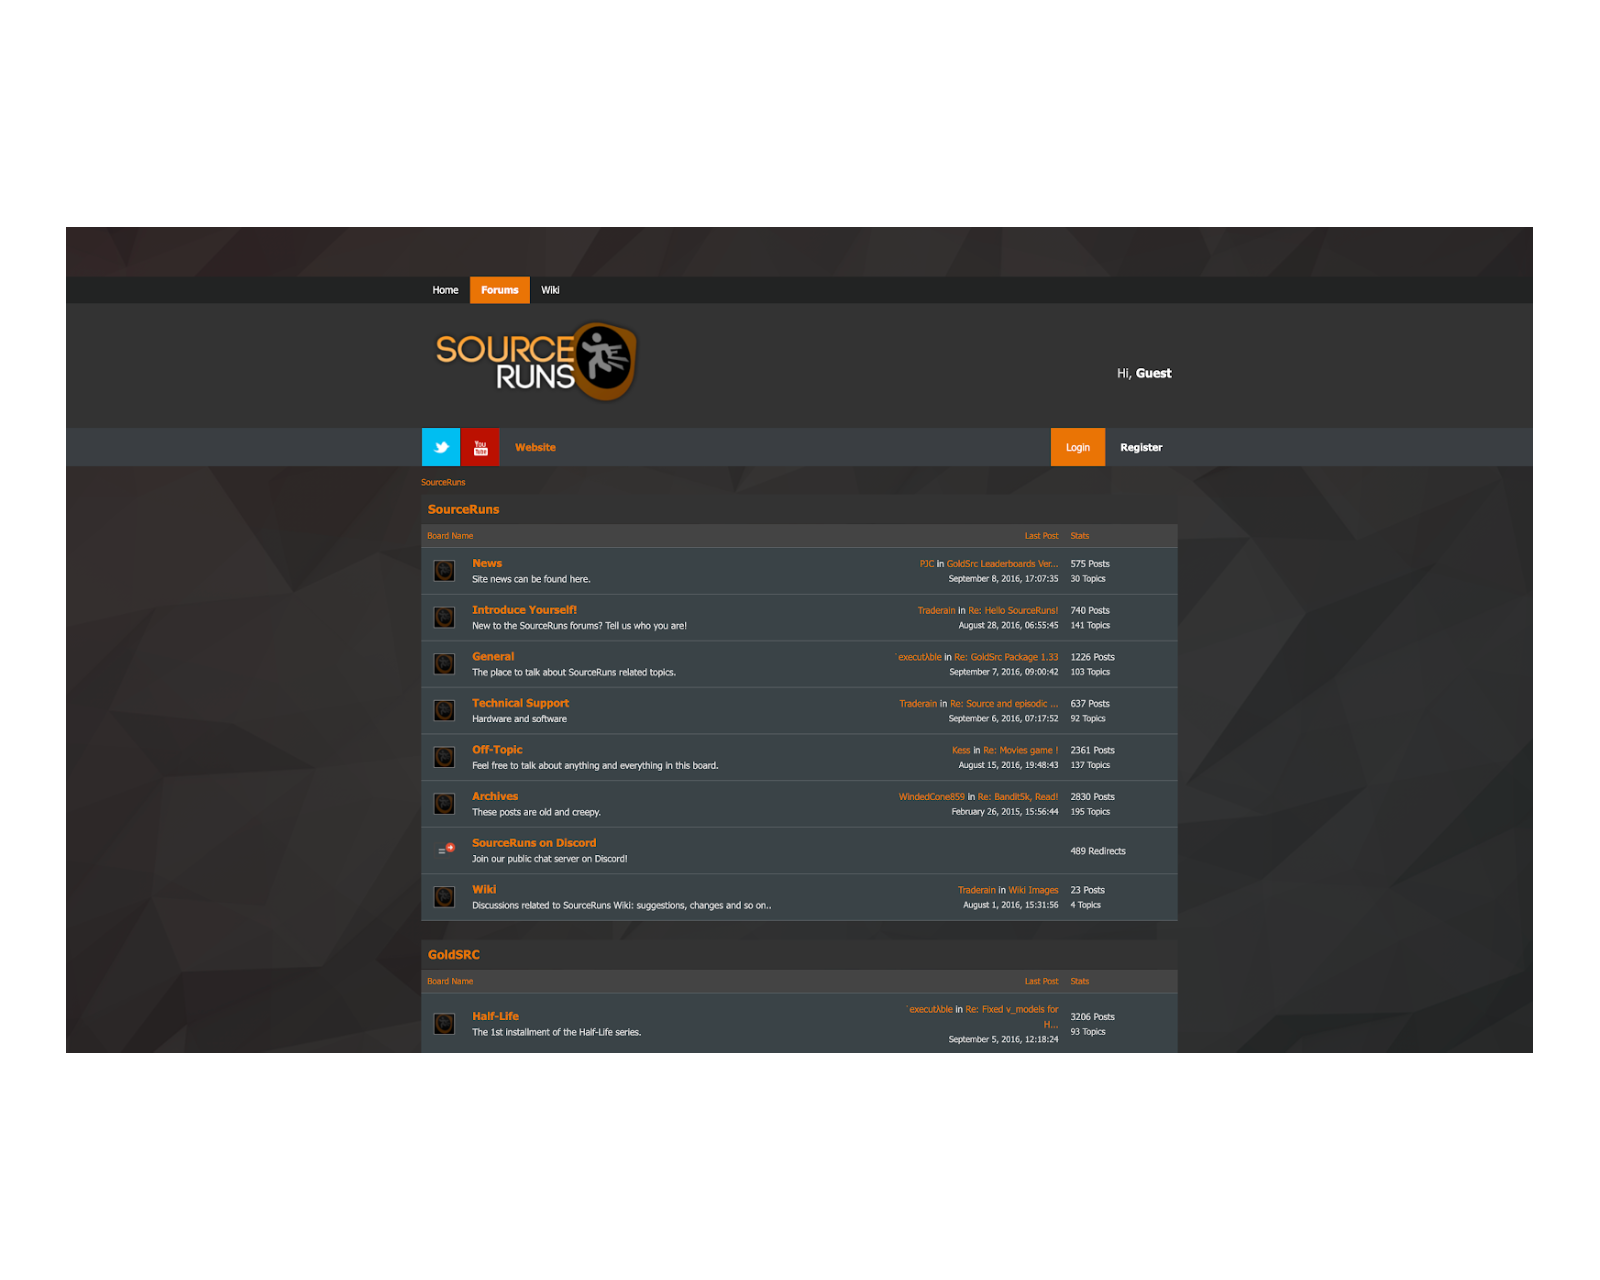 Home Forums Wiki
SOURCE
RUNS
Hi, Guest
You
Tube
Website
Login Register
SourceRuns
SourceRuns
Board Name Last Post Stats
News PJC in GoldSrc Leaderboards Ver... 575 Posts
Site news can be found here. September 8, 2016, 17:07:35 30 Topics
Introduce Yourself! Traderain in Re: Hello SourceRuns! 740 Posts
New to the SourceRuns forums? Tell us who you are! August 28, 2016, 06:55:45 141 Topics
General `executλble in Re: GoldSrc Package 1.33 1226 Posts
The place to talk about SourceRuns related topics. September 7, 2016, 09:00:42 103 Topics
Technical Support Traderain in Re: Source and episodic ... 637 Posts
Hardware and software September 6, 2016, 07:17:52 92 Topics
Off-Topic Kess in Re: Movies game ! 2361 Posts
Feel free to talk about anything and everything in this board. August 15, 2016, 19:48:43 137 Topics
Archives WindedCone859 in Re: Bandit5k, Read! 2830 Posts
These posts are old and creepy. February 26, 2015, 15:56:44 195 Topics
SourceRuns on Discord
Join our public chat server on Discord! 489 Redirects
Wiki Traderain in Wiki Images 23 Posts
Discussions related to SourceRuns Wiki: suggestions, changes and so on.. August 1, 2016, 15:31:56 4 Topics
GoldSRC
Board Name Last Post Stats
Half-Life `executλble in Re: Fixed v_models for H... 3206 Posts
The 1st installment of the Half-Life series. September 5, 2016, 12:18:24 93 Topics